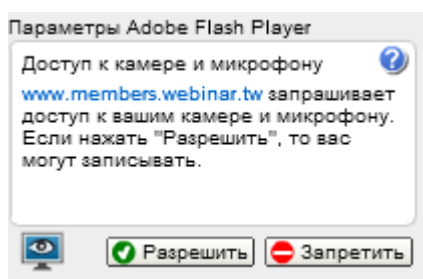 Параметры Adobe Flash Player
Доступ к камере и микрофону
www.members.webinar.tw запрашивает
доступ к вашим камере и микрофону.
Если нажать "Разрешить", то вас
могут записывать.
Разрешить Запретить